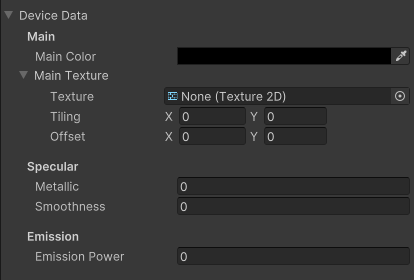 Device Data
Main
Main Color
Main Texture
Texture None (Texture 2D)
Tiling X 0 Y 0
Offset X 0 Y 0
Specular
Metallic 0
Smoothness 0
Emission
Emission Power 0